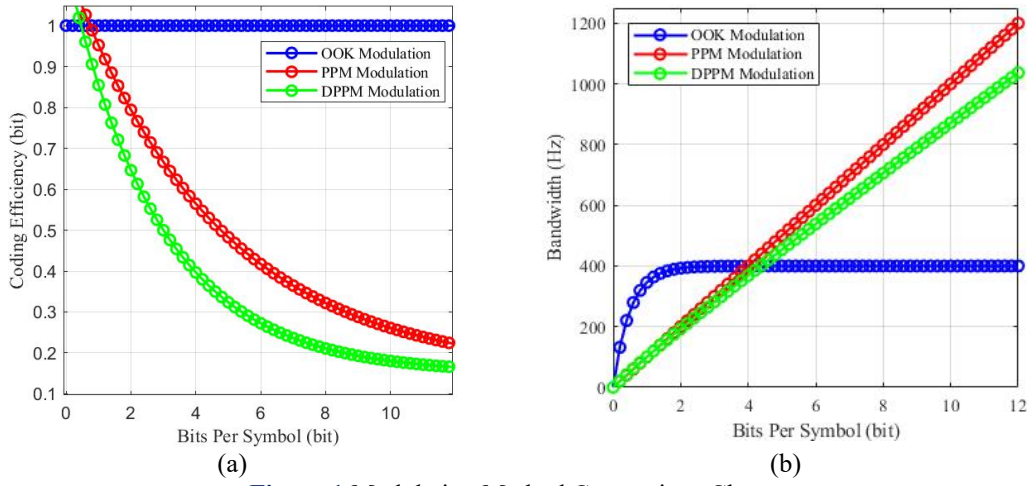 1
0.9
0.8
0.7
0.6
0.5
0.4
0.3
0.2
0.1
Coding Efficiency (bit)
OOK Modulation
PPM Modulation
DPPM Modulation
0 2 4 6 8 10
Bits Per Symbol (bit)
(a)
1200
1000
800
600
400
200
0
Bandwidth (Hz)
OOK Modulation
PPM Modulation
DPPM Modulation
0 2 4 6 8 10 12
Bits Per Symbol (bit)
(b)